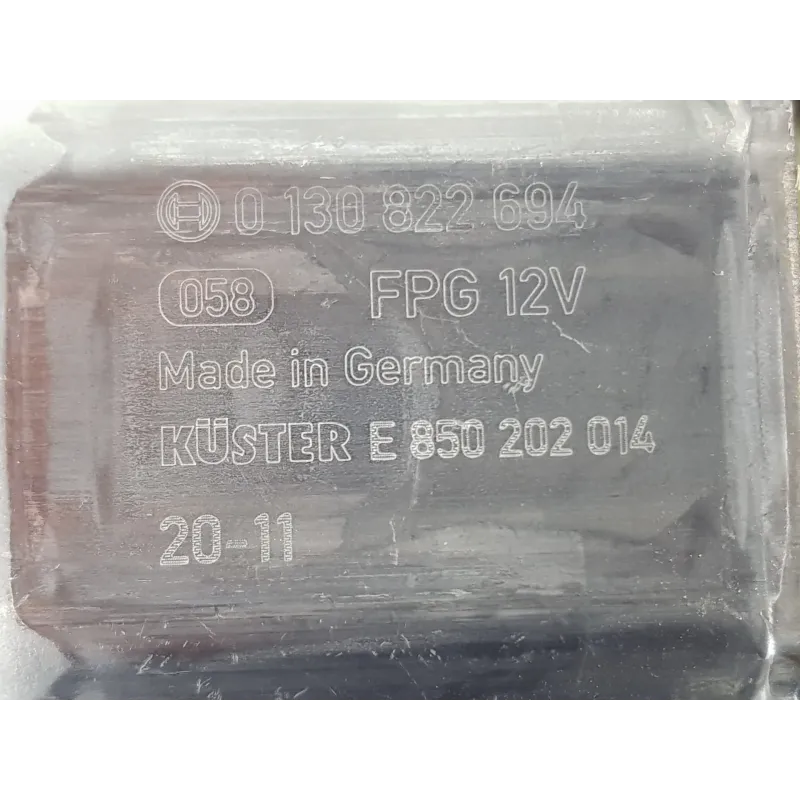 0 130 822 694
058 FPG 12V
Made in Germany
KÜSTER E 850 202 014
20-11